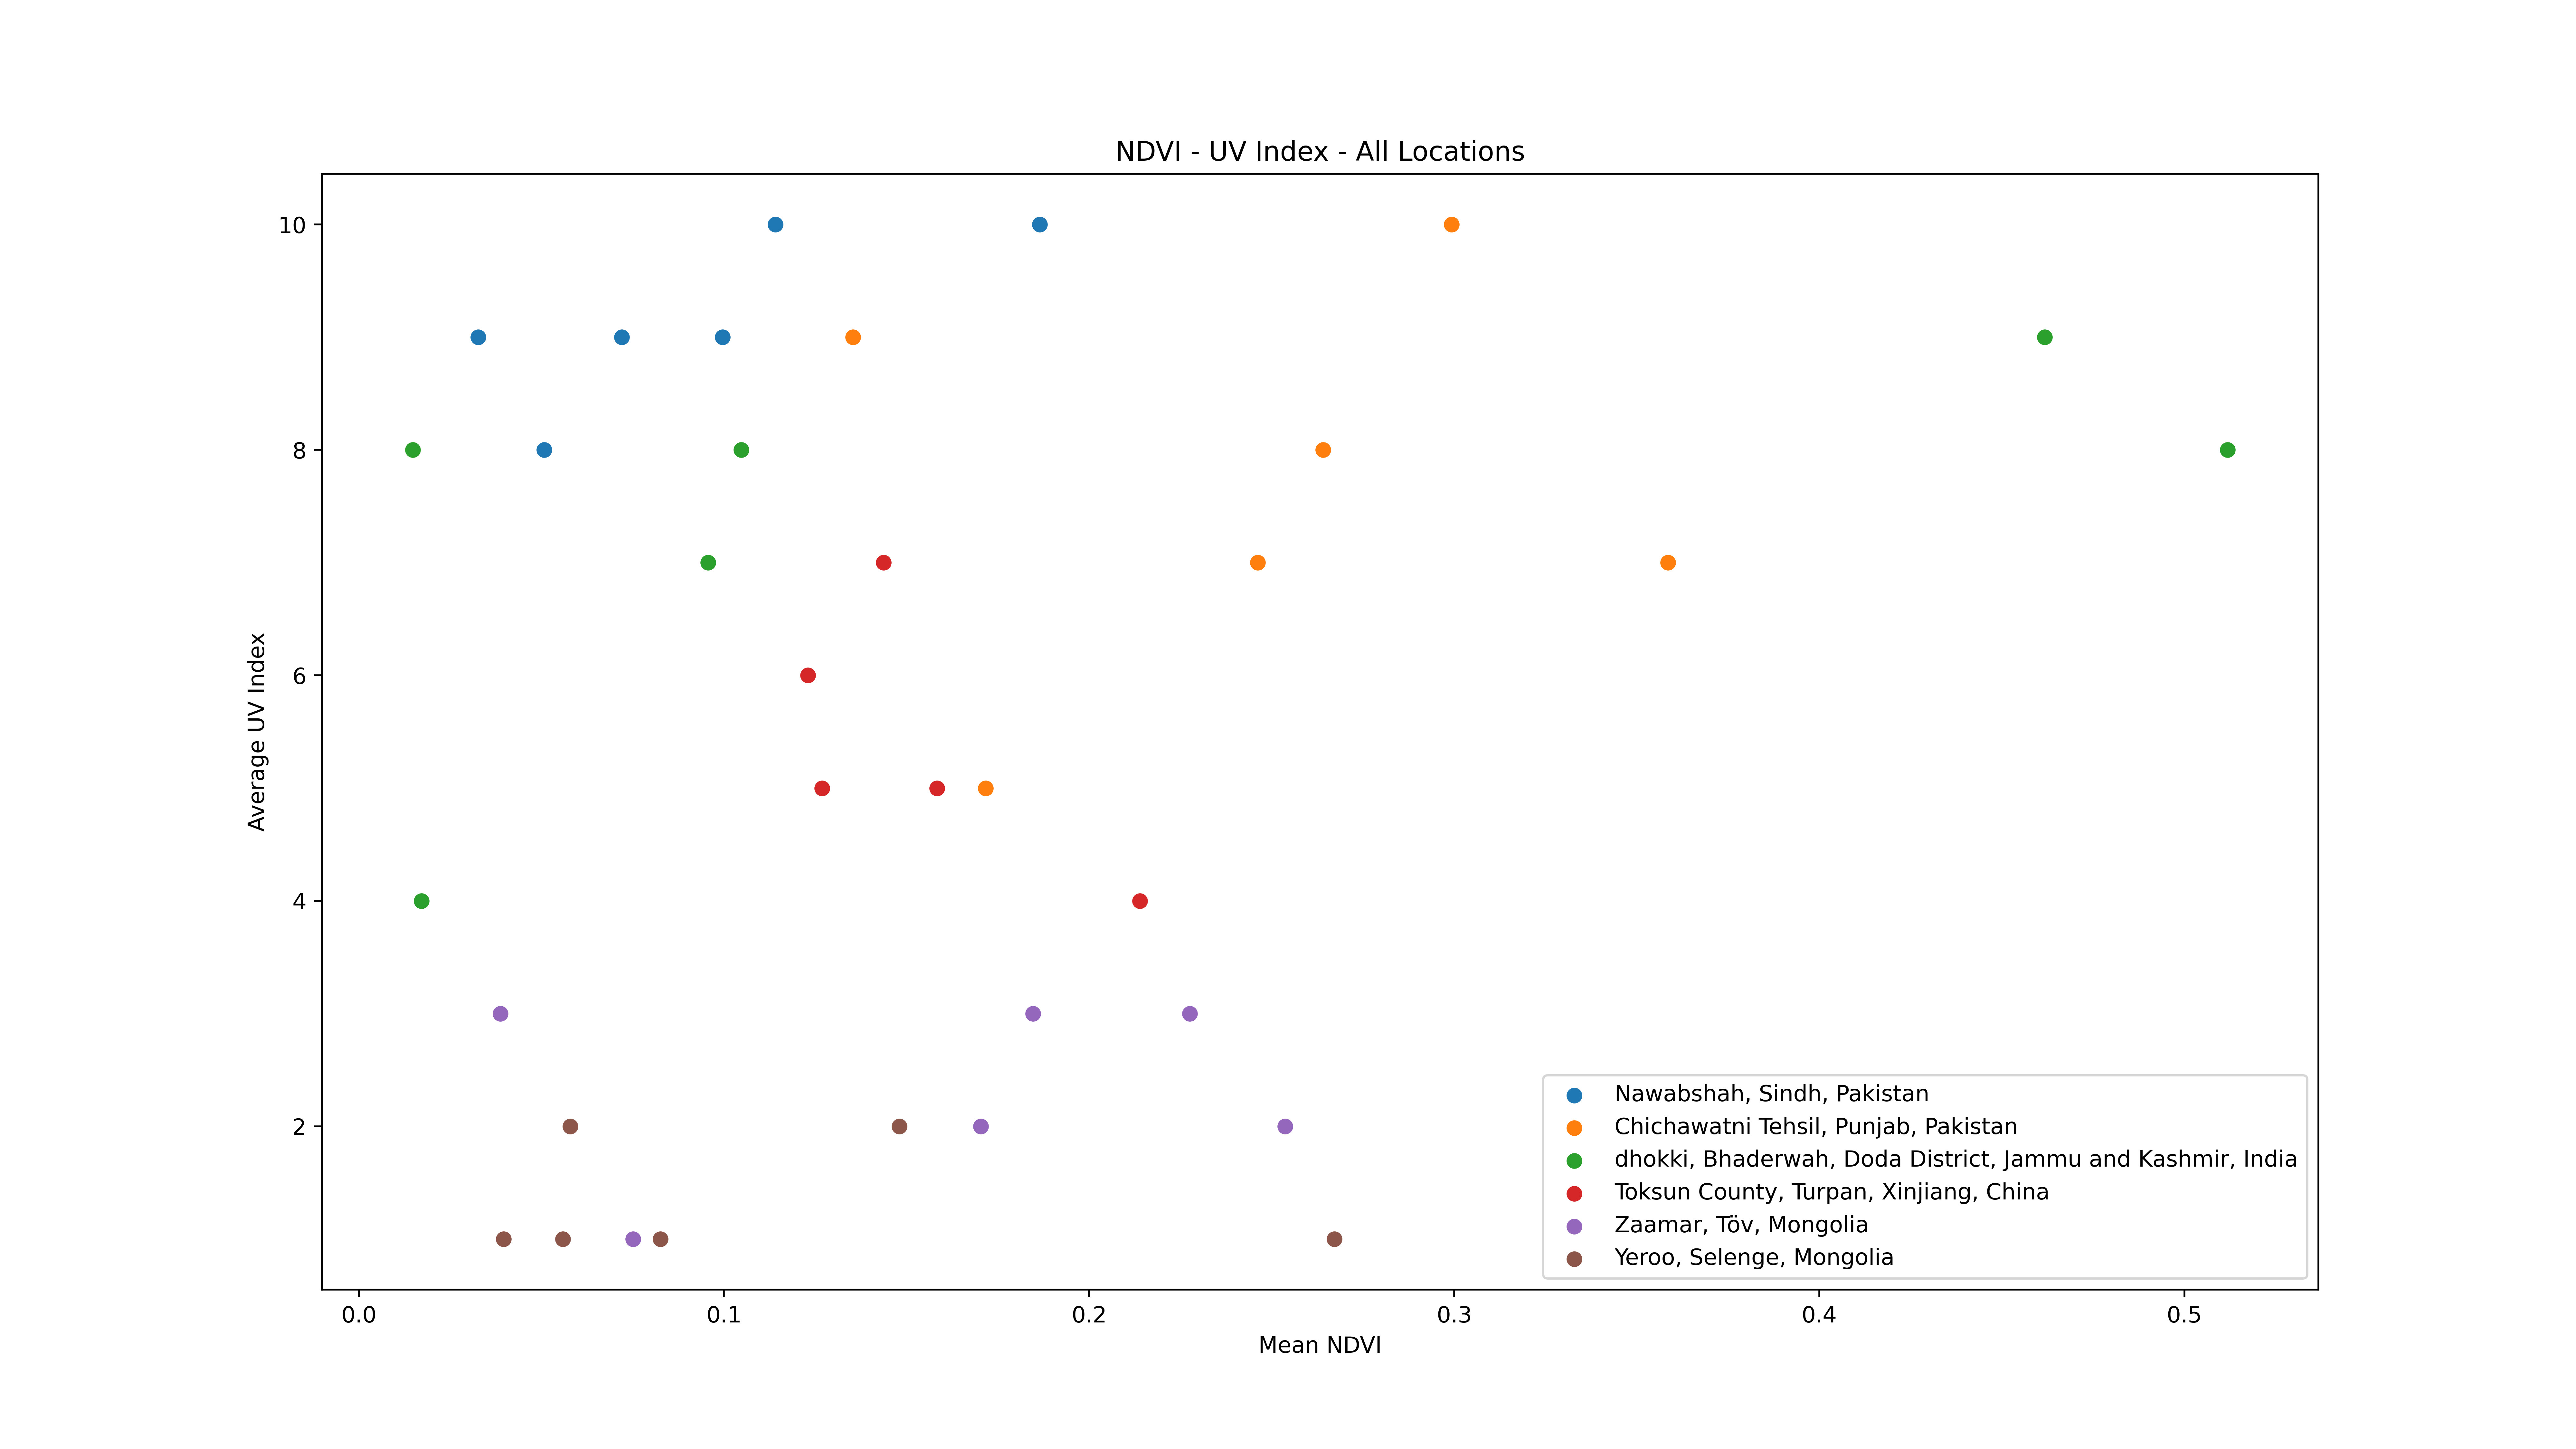 NDVI - UV Index - All Locations
10
8
6
4
2
Average UV Index
0.0 0.1 0.2 0.3 0.4 0.5
Mean NDVI
Nawabshah, Sindh, Pakistan
Chichawatni Tehsil, Punjab, Pakistan
dhokki, Bhaderwah, Doda District, Jammu and Kashmir, India
Toksun County, Turpan, Xinjiang, China
Zaamar, Töv, Mongolia
Yeroo, Selenge, Mongolia